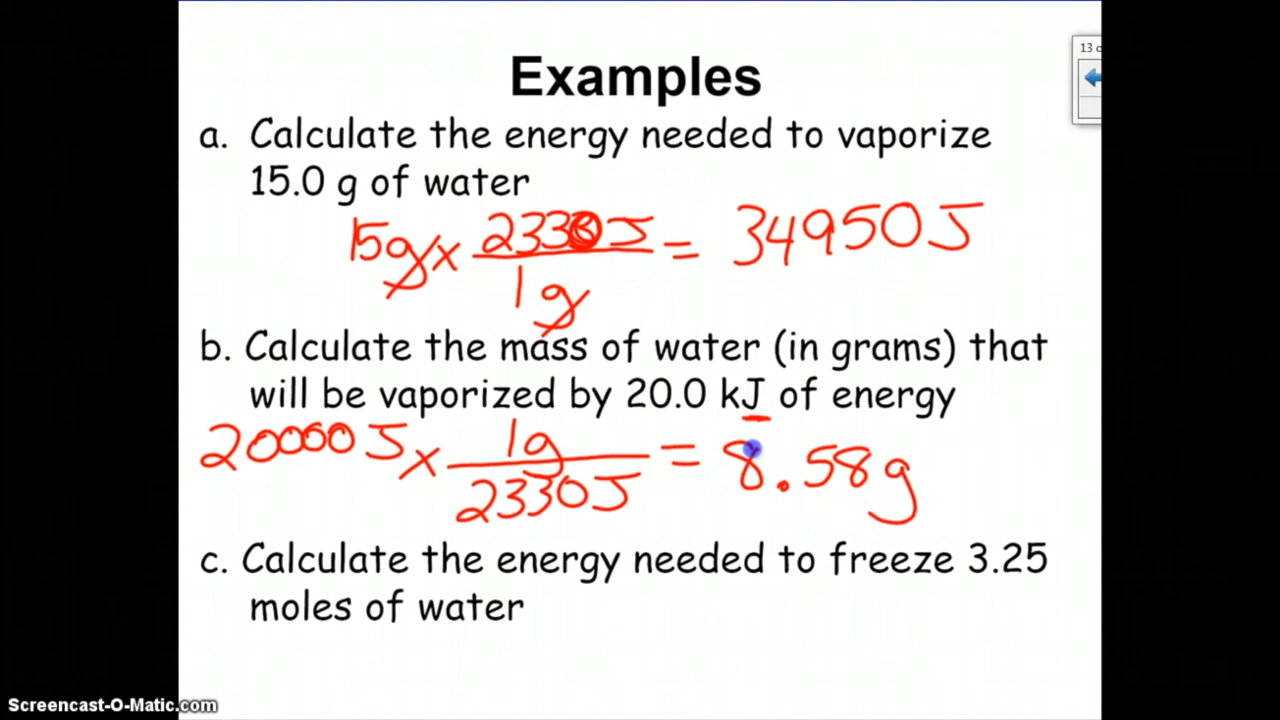 13 o
Examples
a. Calculate the energy needed to vaporize
15.0 g of water
15g x 2330J / 1g = 34950J
b. Calculate the mass of water (in grams) that
will be vaporized by 20.0 kJ of energy
20000J x 1g / 2330J = 8.58g
c. Calculate the energy needed to freeze 3.25
moles of water
Screencast-O-Matic.com